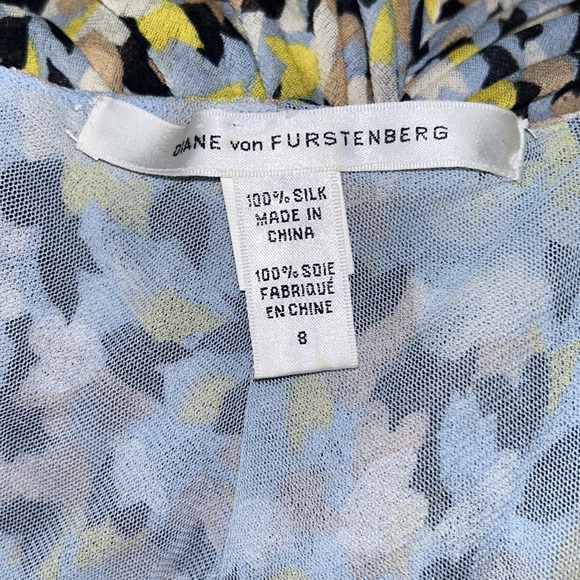 DIANE von FURSTENBERG
100% SILK
MADE IN
CHINA
100% SOIE
FABRIQUÉ
EN CHINE
8